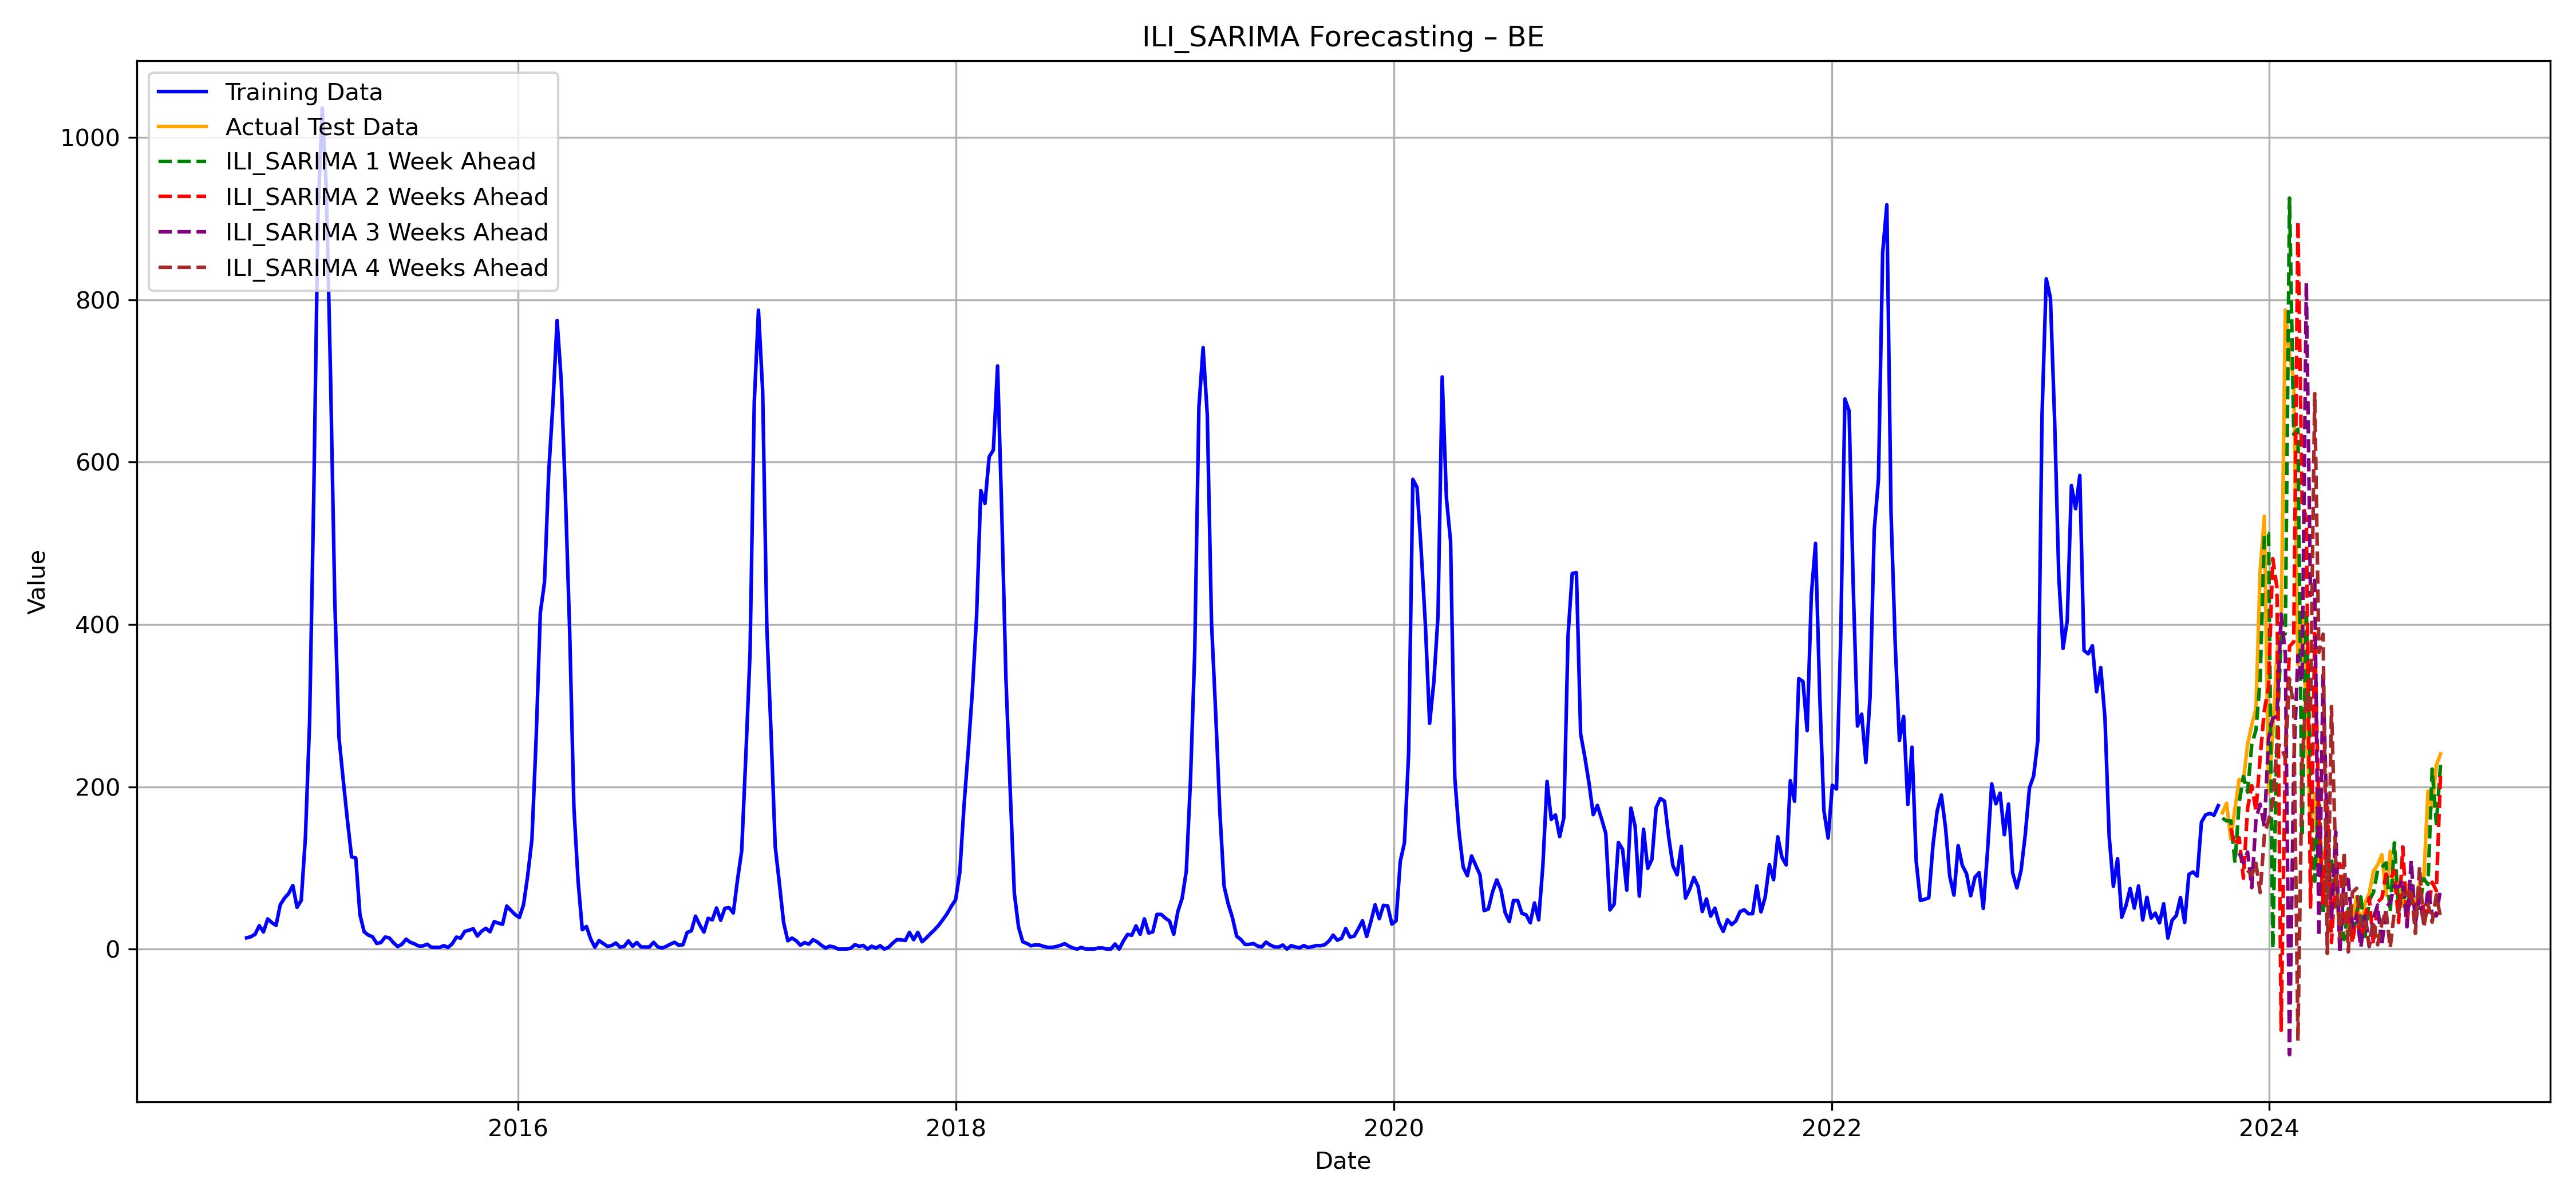 ILI_SARIMA Forecasting – BE
Training Data
Actual Test Data
ILI_SARIMA 1 Week Ahead
ILI_SARIMA 2 Weeks Ahead
ILI_SARIMA 3 Weeks Ahead
ILI_SARIMA 4 Weeks Ahead
1000
800
600
400
200
0
Value
2016 2018 2020 2022 2024
Date